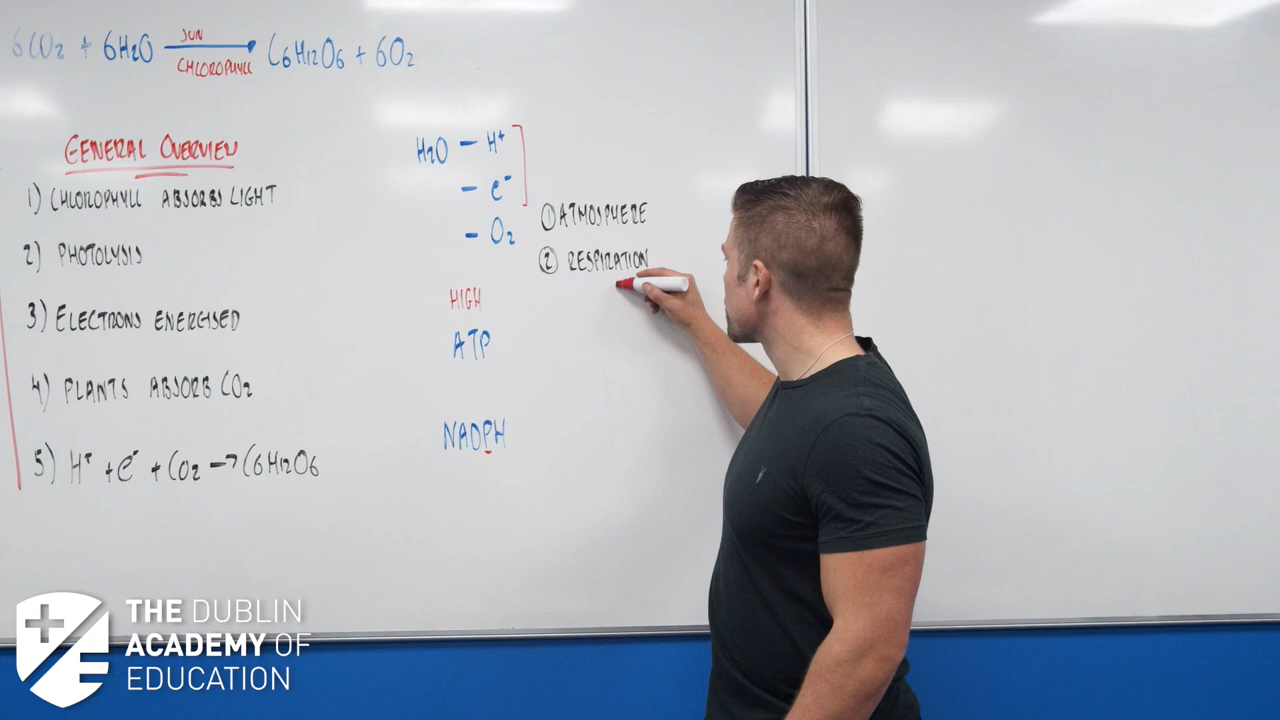 6CO₂ + 6H₂O SUN CHLOROPHYLL → C6H12O6 + 6O₂
GENERAL OVERVIEW
1) CHLOROPHYLL ABSORBS LIGHT
2) PHOTOLYSIS
3) ELECTRONS ENERGISED
4) PLANTS ABSORB CO₂
5) H⁺ + e⁻ + CO₂ → C6H12O6
H₂O – H⁺
– e⁻
– O₂
① ATMOSPHERE
② RESPIRATION
HIGH
ATP
NADPH
THE DUBLIN
ACADEMY OF
EDUCATION